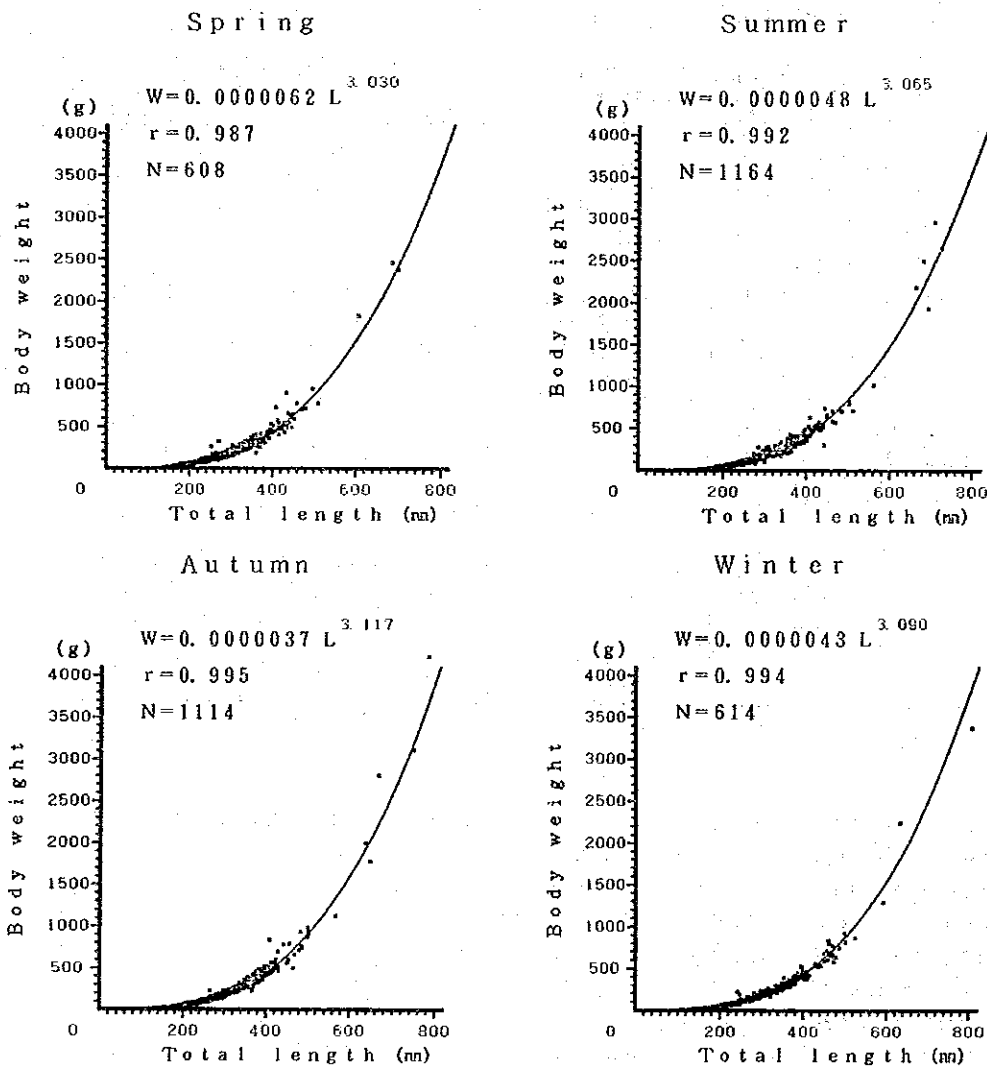 Spring
W=0.0000062 L^3.030
(g)
r=0.987
N=608
4000
3500
3000
2500
2000
1500
1000
500
Body weight
0
200
400
600
800
Total length (mm)
Summer
W=0.0000048 L^3.065
(g)
r=0.992
N=1164
4000
3500
3000
2500
2000
1500
1000
500
Body weight
0
200
400
600
800
Total length (mm)
Autumn
W=0.0000037 L^3.117
(g)
r=0.995
N=1114
4000
3500
3000
2500
2000
1500
1000
500
Body weight
0
200
400
600
800
Total length (mm)
Winter
W=0.0000043 L^3.090
(g)
r=0.994
N=614
4000
3500
3000
2500
2000
1500
1000
500
Body weight
0
200
400
600
800
Total length (mm)